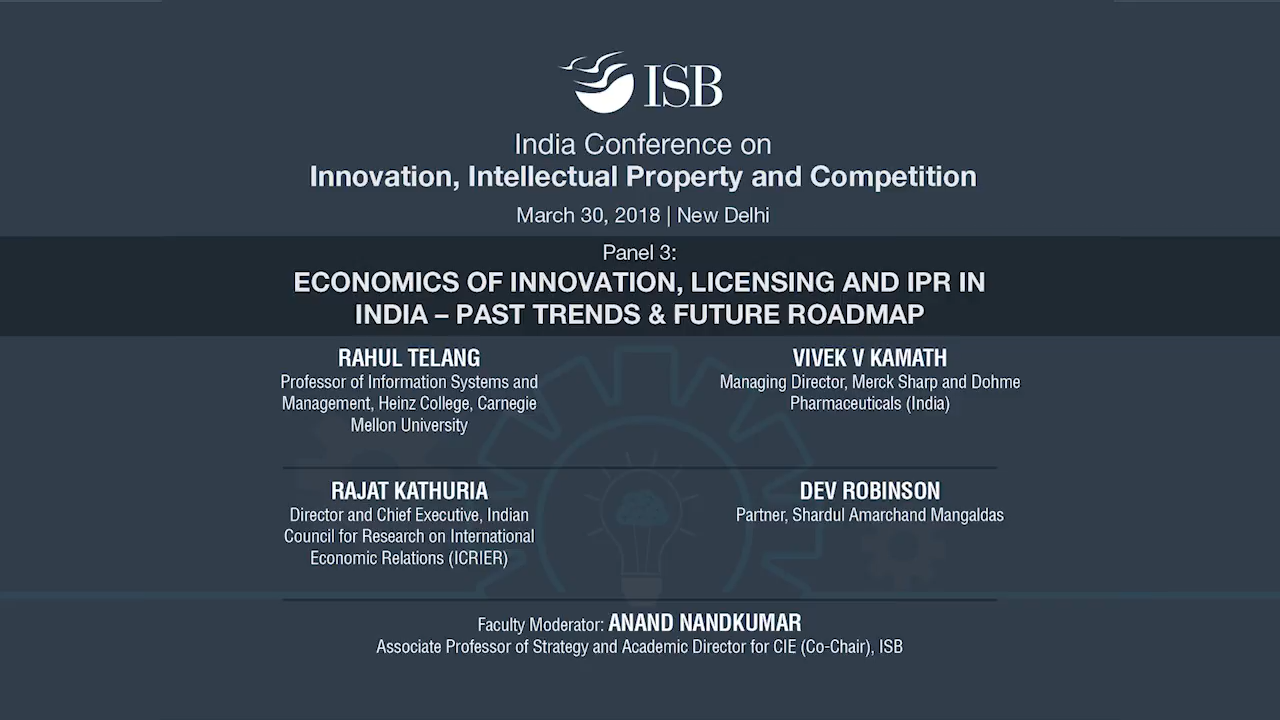 ISB
India Conference on
Innovation, Intellectual Property and Competition
March 30, 2018 | New Delhi
Panel 3:
ECONOMICS OF INNOVATION, LICENSING AND IPR IN
INDIA – PAST TRENDS & FUTURE ROADMAP
RAHUL TELANG
Professor of Information Systems and
Management, Heinz College, Carnegie
Mellon University
VIVEK V KAMATH
Managing Director, Merck Sharp and Dohme
Pharmaceuticals (India)
RAJAT KATHURIA
Director and Chief Executive, Indian
Council for Research on International
Economic Relations (ICRIER)
DEV ROBINSON
Partner, Shardul Amarchand Mangaldas
Faculty Moderator: ANAND NANDKUMAR
Associate Professor of Strategy and Academic Director for CIE (Co-Chair), ISB